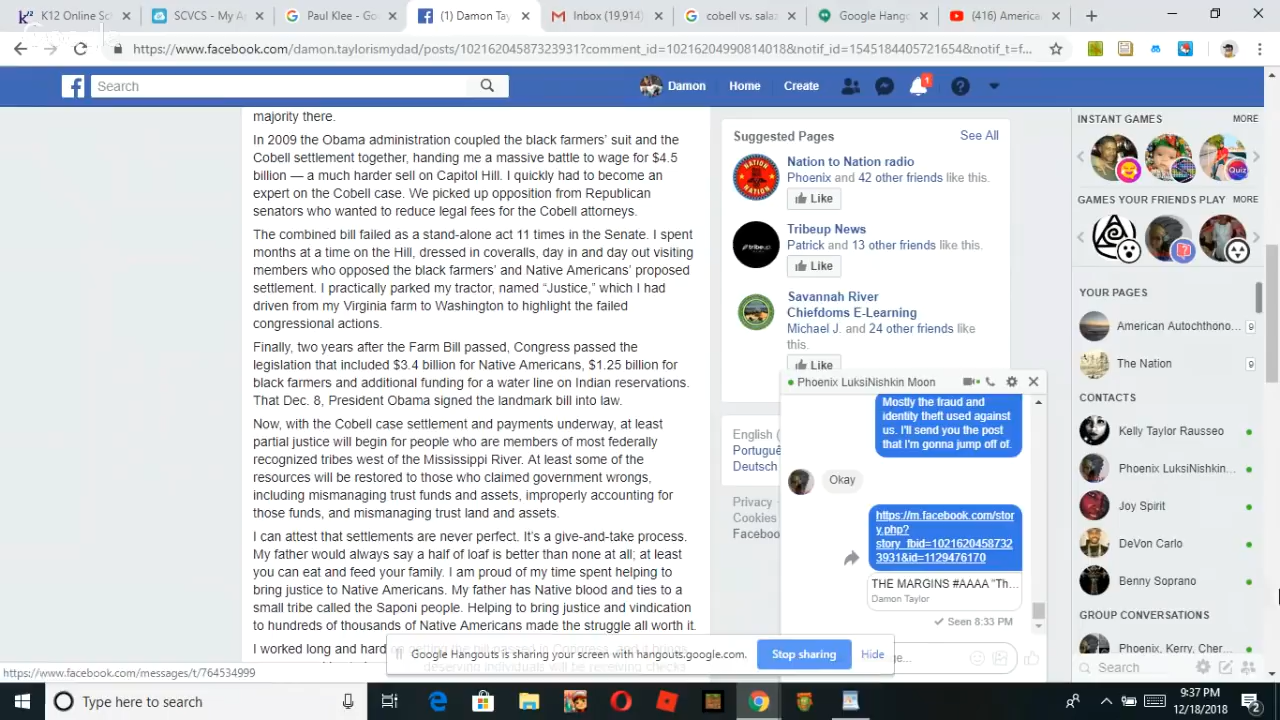 K12 Online Sch
SCVCS - My A
Paul Klee - Go
(1) Damon Tay
Inbox (19,914)
cobell vs. sala
Google Hang
(416) America
https://www.facebook.com/damon.taylorismydad/posts/10216204587323931?comment_id=10216204990814018&notif_id=1545184405721654&notif_t=f...
Search
Damon
Home
Create
1
majority there.
In 2009 the Obama administration coupled the black farmers' suit and the
Cobell settlement together, handing me a massive battle to wage for $4.5
billion — a much harder sell on Capitol Hill. I quickly had to become an
expert on the Cobell case. We picked up opposition from Republican
senators who wanted to reduce legal fees for the Cobell attorneys.
The combined bill failed as a stand-alone act 11 times in the Senate. I spent
months at a time on the Hill, dressed in coveralls, day in and day out visiting
members who opposed the black farmers' and Native Americans' proposed
settlement. I practically parked my tractor, named “Justice,” which I had
driven from my Virginia farm to Washington to highlight the failed
congressional actions.
Finally, two years after the Farm Bill passed, Congress passed the
legislation that included $3.4 billion for Native Americans, $1.25 billion for
black farmers and additional funding for a water line on Indian reservations.
That Dec. 8, President Obama signed the landmark bill into law.
Now, with the Cobell case settlement and payments underway, at least
partial justice will begin for people who are members of most federally
recognized tribes west of the Mississippi River. At least some of the
resources will be restored to those who claimed government wrongs,
including mismanaging trust funds and assets, improperly accounting for
those funds, and mismanaging trust land and assets.
I can attest that settlements are never perfect. It's a give-and-take process.
My father would always say a half of loaf is better than none at all; at least
you can eat and feed your family. I am proud of my time spent helping to
bring justice to Native Americans. My father has Native blood and ties to a
small tribe called the Saponi people. Helping to bring justice and vindication
to hundreds of thousands of Native Americans made the struggle all worth it.
I worked long and hard
deserving individuals will be receiving checks
Suggested Pages
See All
Nation to Nation radio
Phoenix and 42 other friends like this.
Like
Tribeup News
Patrick and 13 other friends like this.
Like
Savannah River
Chiefdoms E-Learning
Michael J. and 24 other friends like
this.
Like
English (
Portugu
Deutsch
Privacy
Cookies
Facebo
Phoenix LuksiNishkin Moon
Mostly the fraud and
identity theft used against
us. I'll send you the post
that I'm gonna jump off of.
Okay
https://m.facebook.com/stor
y.php?
story_fbid=1021620458732
3931&id=1129476170
THE MARGINS #AAAA "Th...
Damon Taylor
Seen 8:33 PM
INSTANT GAMES
MORE
Quiz
GAMES YOUR FRIENDS PLAY
MORE
YOUR PAGES
American Autochthono...
9
The Nation
9
CONTACTS
Kelly Taylor Rausseo
Phoenix LuksiNishkin...
Joy Spirit
DeVon Carlo
Benny Soprano
GROUP CONVERSATIONS
Phoenix, Kerry, Cher...
Search
Google Hangouts is sharing your screen with hangouts.google.com.
Stop sharing
Hide
https://www.facebook.com/messages/t/764534999
Type here to search
9:37 PM
12/18/2018
2